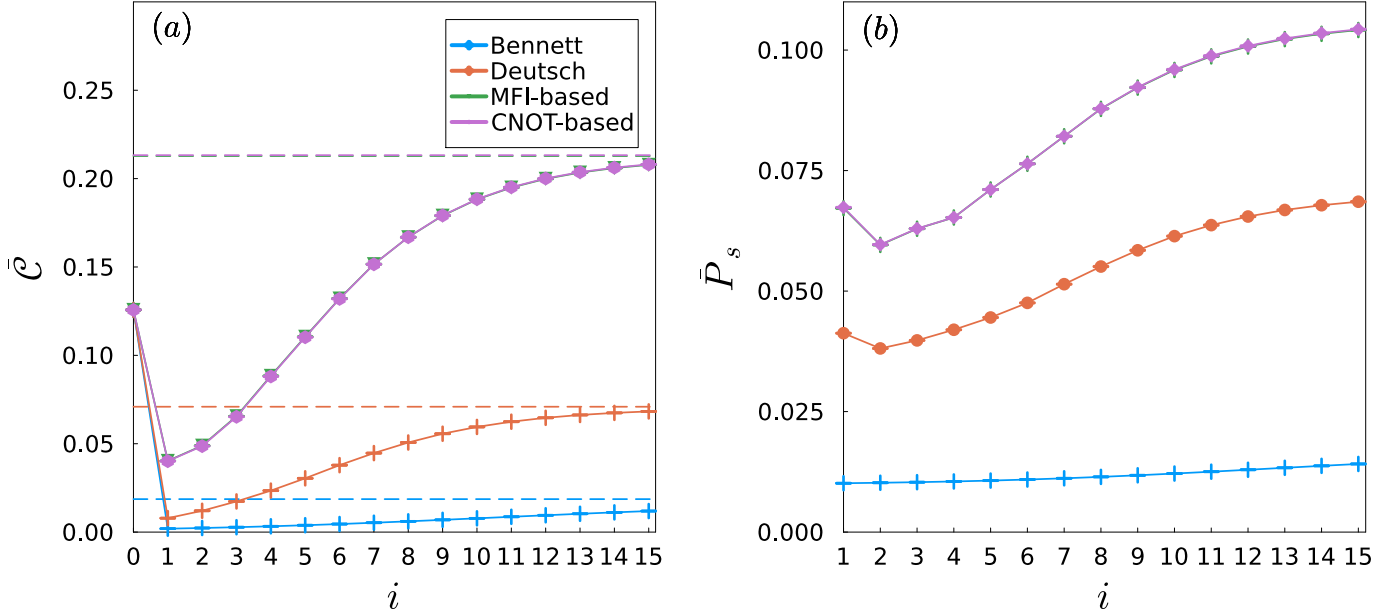 (a)
Bennett
Deutsch
MFI-based
CNOT-based
0.25
0.20
0.15
0.10
0.05
0.00
0 1 2 3 4 5 6 7 8 9 10 11 12 13 14 15
i
𝒞̄
(b)
0.100
0.075
0.050
0.025
0.000
1 2 3 4 5 6 7 8 9 10 11 12 13 14 15
i
P̄ₛ